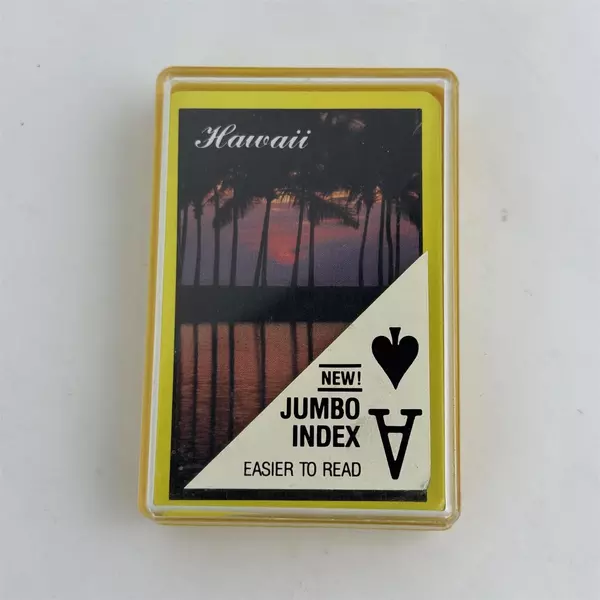 Hawaii
NEW!
JUMBO
INDEX
EASIER TO READ
A